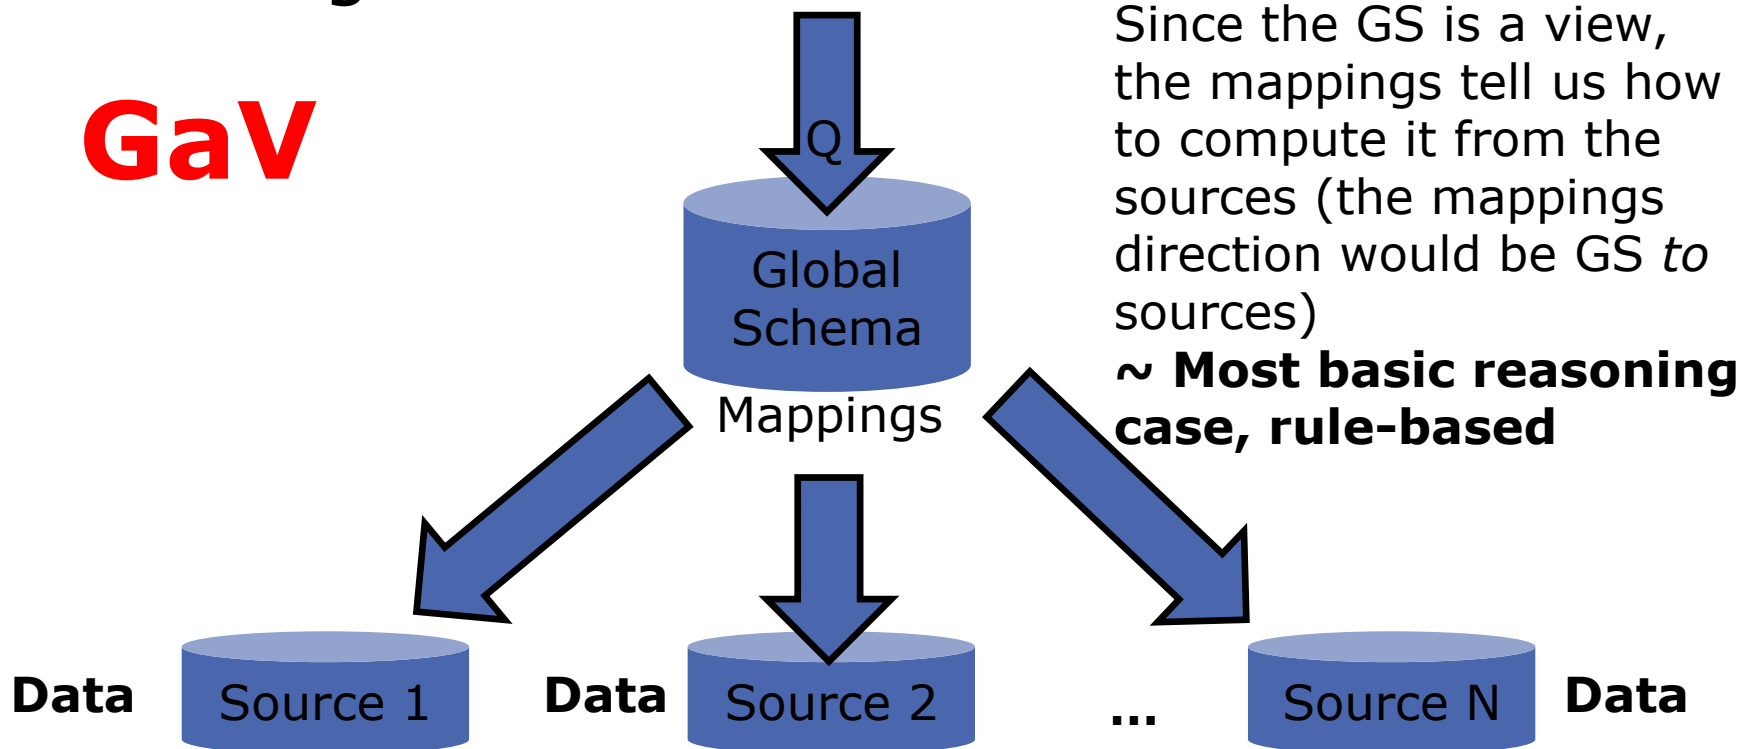 GaV
Q
Since the GS is a view,
the mappings tell us how
to compute it from the
sources (the mappings
direction would be GS to
sources)
~ Most basic reasoning
case, rule-based
Global
Schema
Mappings
Data
Source 1
Data
Source 2
...
Source N
Data